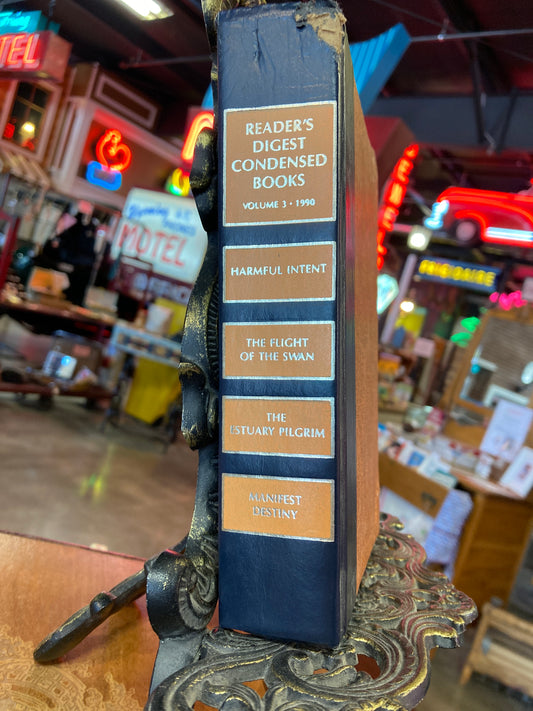 READER'S
DIGEST
CONDENSED
BOOKS
VOLUME 3 • 1990
HARMFUL INTENT
THE FLIGHT
OF THE SWAN
THE
ESTUARY PILGRIM
MANIFEST
DESTINY
MOTEL
FRIGIDAIRE